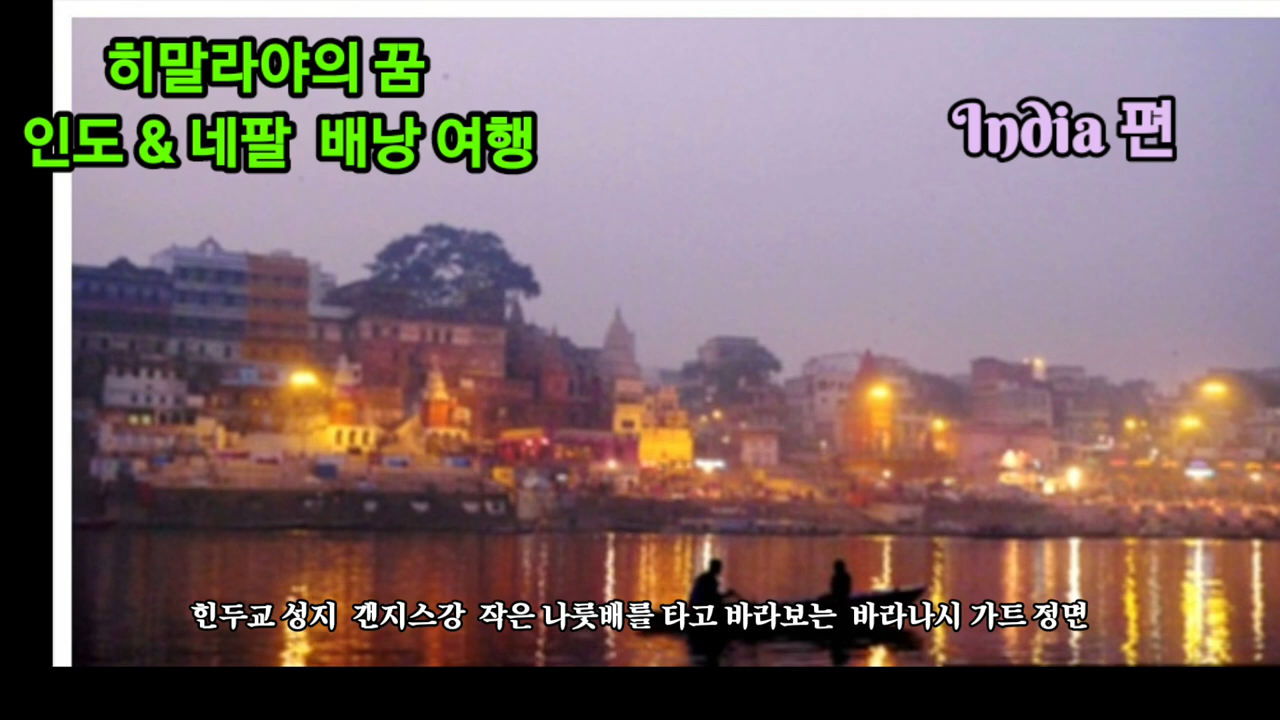 히말라야의 꿈
인도 & 네팔 배낭 여행
India 편
힌두교 성지 갠지스강 작은 나룻배를 타고 바라보는 바라나시 가트 정면